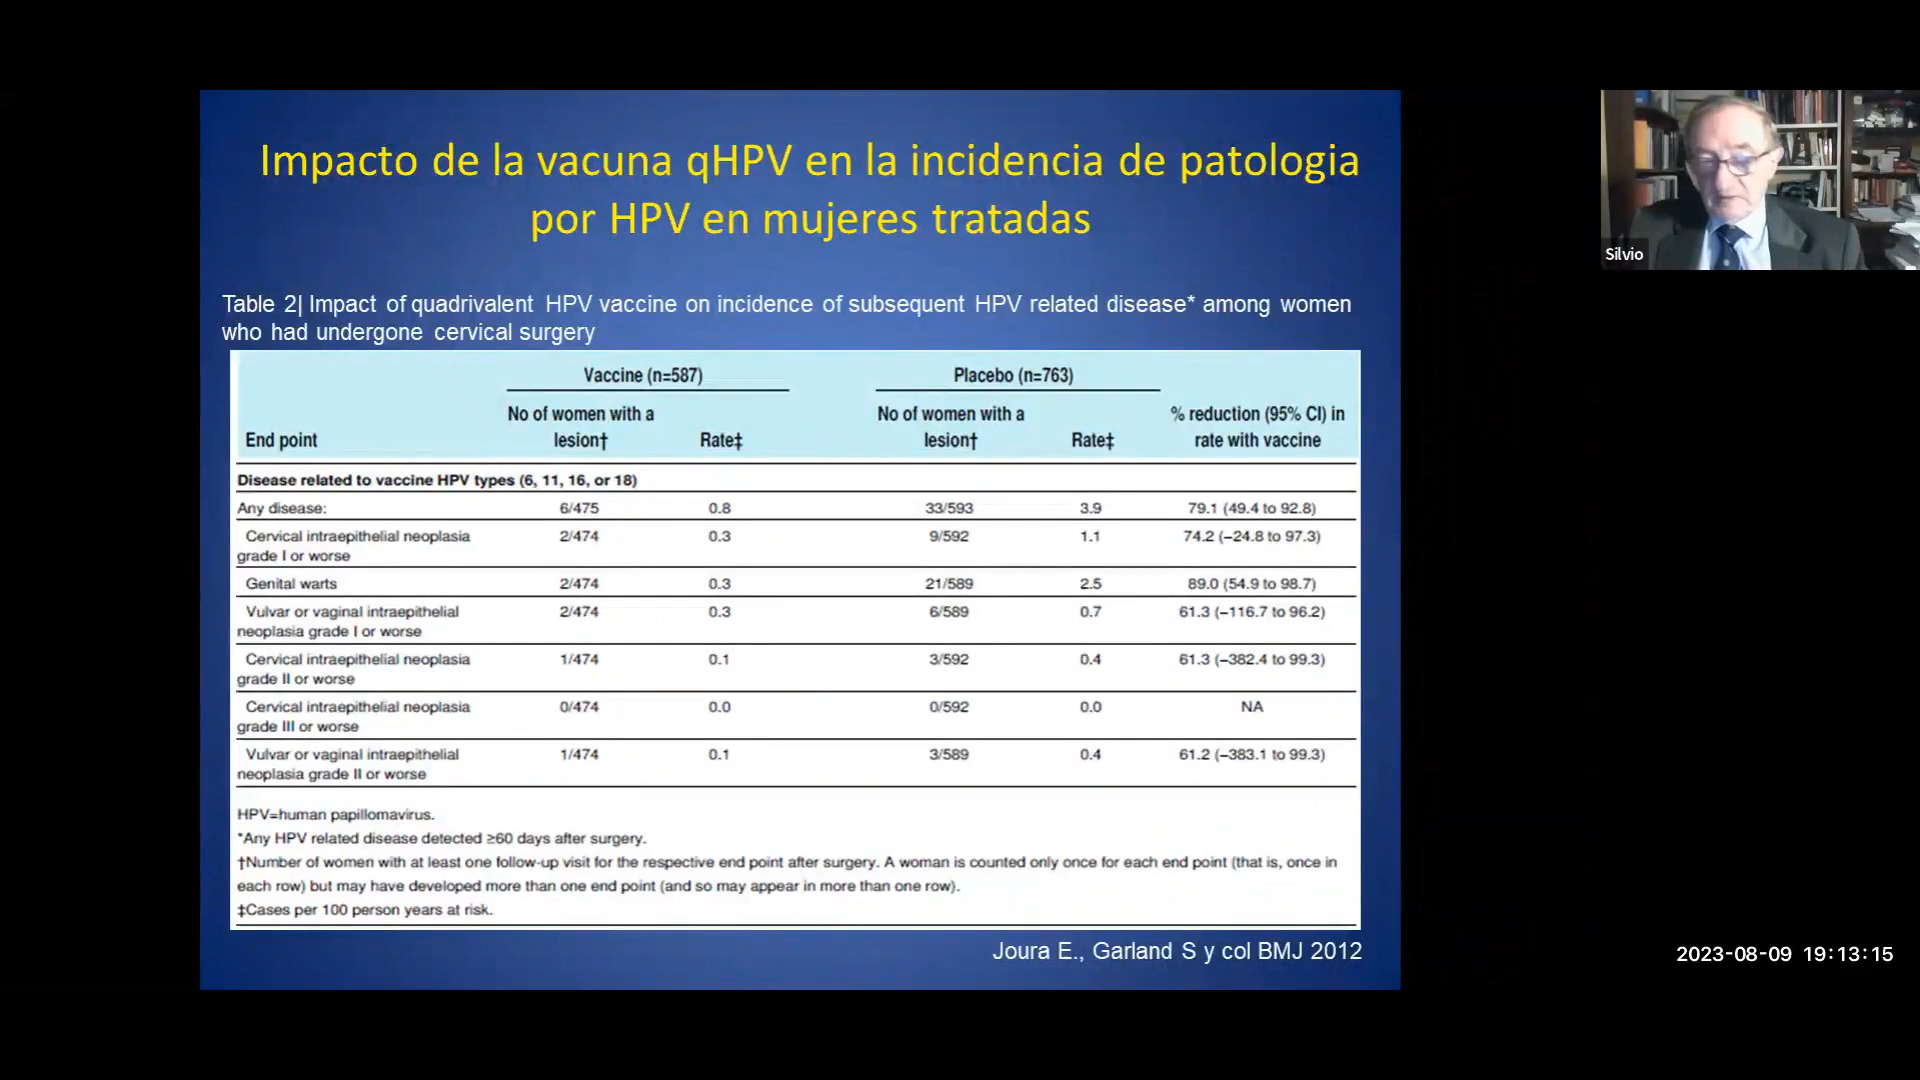 Impacto de la vacuna qHPV en la incidencia de patologia
por HPV en mujeres tratadas
Silvio
Table 2| Impact of quadrivalent HPV vaccine on incidence of subsequent HPV related disease* among women
who had undergone cervical surgery
Vaccine (n=587) Placebo (n=763)
No of women with a No of women with a % reduction (95% CI) in
End point lesion† Rate‡ lesion† Rate‡ rate with vaccine
Disease related to vaccine HPV types (6, 11, 16, or 18)
Any disease: 6/475 0.8 33/593 3.9 79.1 (49.4 to 92.8)
Cervical intraepithelial neoplasia 2/474 0.3 9/592 1.1 74.2 (−24.8 to 97.3)
grade I or worse
Genital warts 2/474 0.3 21/589 2.5 89.0 (54.9 to 98.7)
Vulvar or vaginal intraepithelial 2/474 0.3 6/589 0.7 61.3 (−116.7 to 96.2)
neoplasia grade I or worse
Cervical intraepithelial neoplasia 1/474 0.1 3/592 0.4 61.3 (−382.4 to 99.3)
grade II or worse
Cervical intraepithelial neoplasia 0/474 0.0 0/592 0.0 NA
grade III or worse
Vulvar or vaginal intraepithelial 1/474 0.1 3/589 0.4 61.2 (−383.1 to 99.3)
neoplasia grade II or worse
HPV=human papillomavirus.
*Any HPV related disease detected ≥60 days after surgery.
†Number of women with at least one follow-up visit for the respective end point after surgery. A woman is counted only once for each end point (that is, once in
each row) but may have developed more than one end point (and so may appear in more than one row).
‡Cases per 100 person years at risk.
Joura E., Garland S y col BMJ 2012
2023-08-09 19:13:15